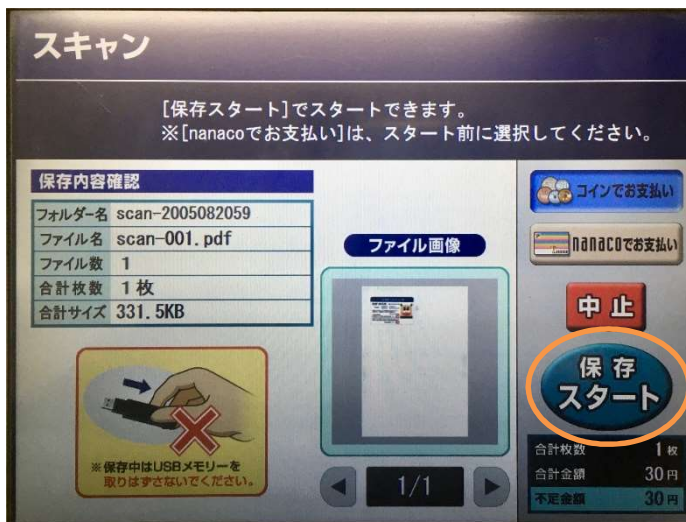 スキャン
[保存スタート]でスタートできます。
※[nanacoでお支払い]は、スタート前に選択してください。
保存内容確認
フォルダー名 scan-2005082059
ファイル名 scan-001.pdf
ファイル数 1
合計枚数 1枚
合計サイズ 331.5KB
※保存中はUSBメモリーを
取りはずさないでください。
ファイル画像
1/1
コインでお支払い
nanacoでお支払い
中止
保存
スタート
合計枚数 1枚
合計金額 30円
不足金額 30円